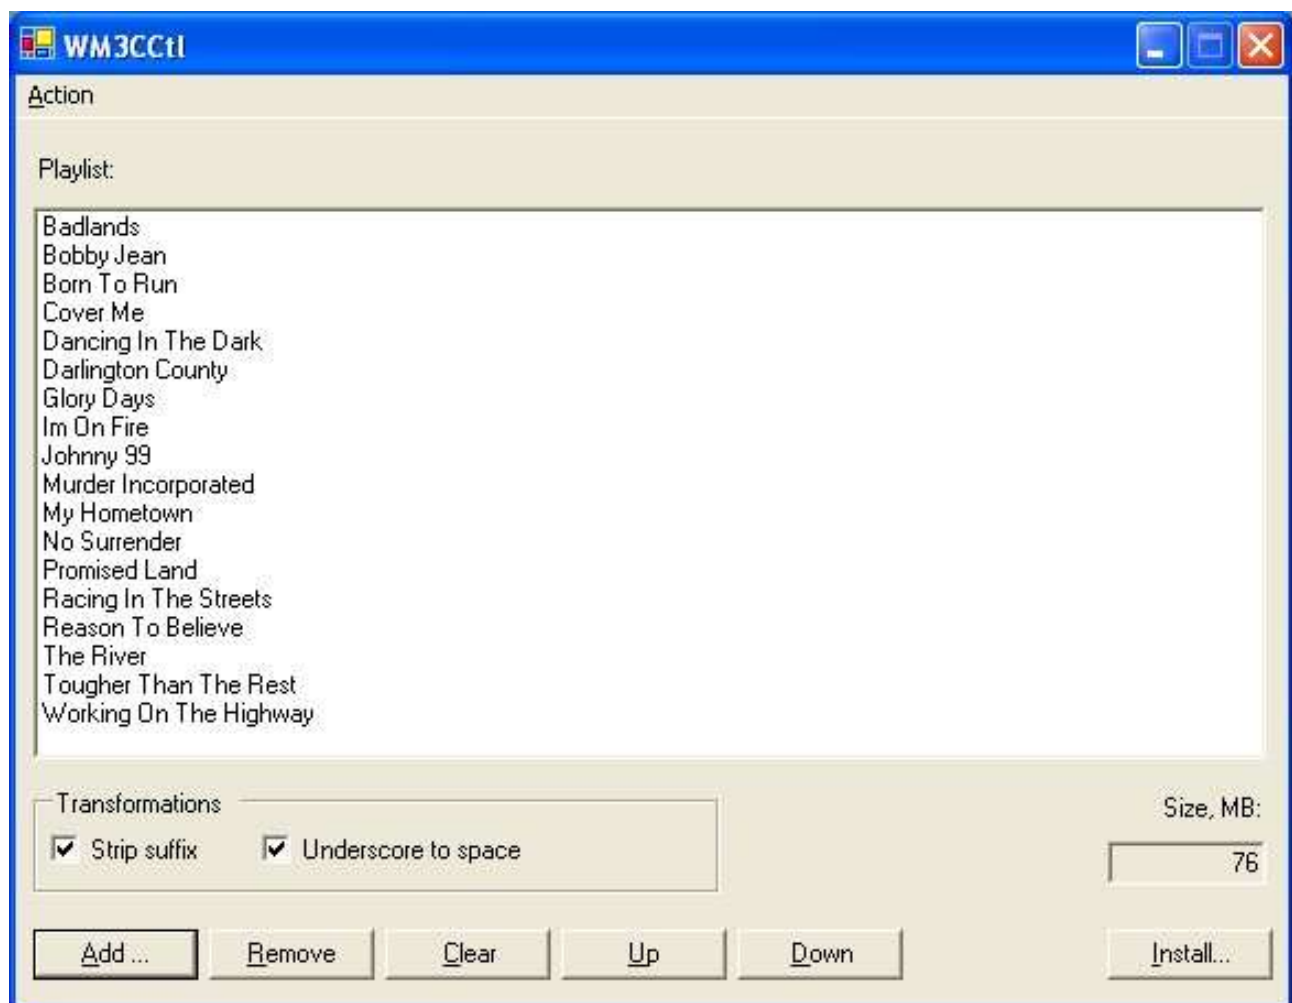 WM3CCtl
Action
Playlist:
Badlands
Bobby Jean
Born To Run
Cover Me
Dancing In The Dark
Darlington County
Glory Days
Im On Fire
Johnny 99
Murder Incorporated
My Hometown
No Surrender
Promised Land
Racing In The Streets
Reason To Believe
The River
Tougher Than The Rest
Working On The Highway
Transformations
Size, MB:
Strip suffix Underscore to space
76
Add ... Remove Clear Up Down Install...